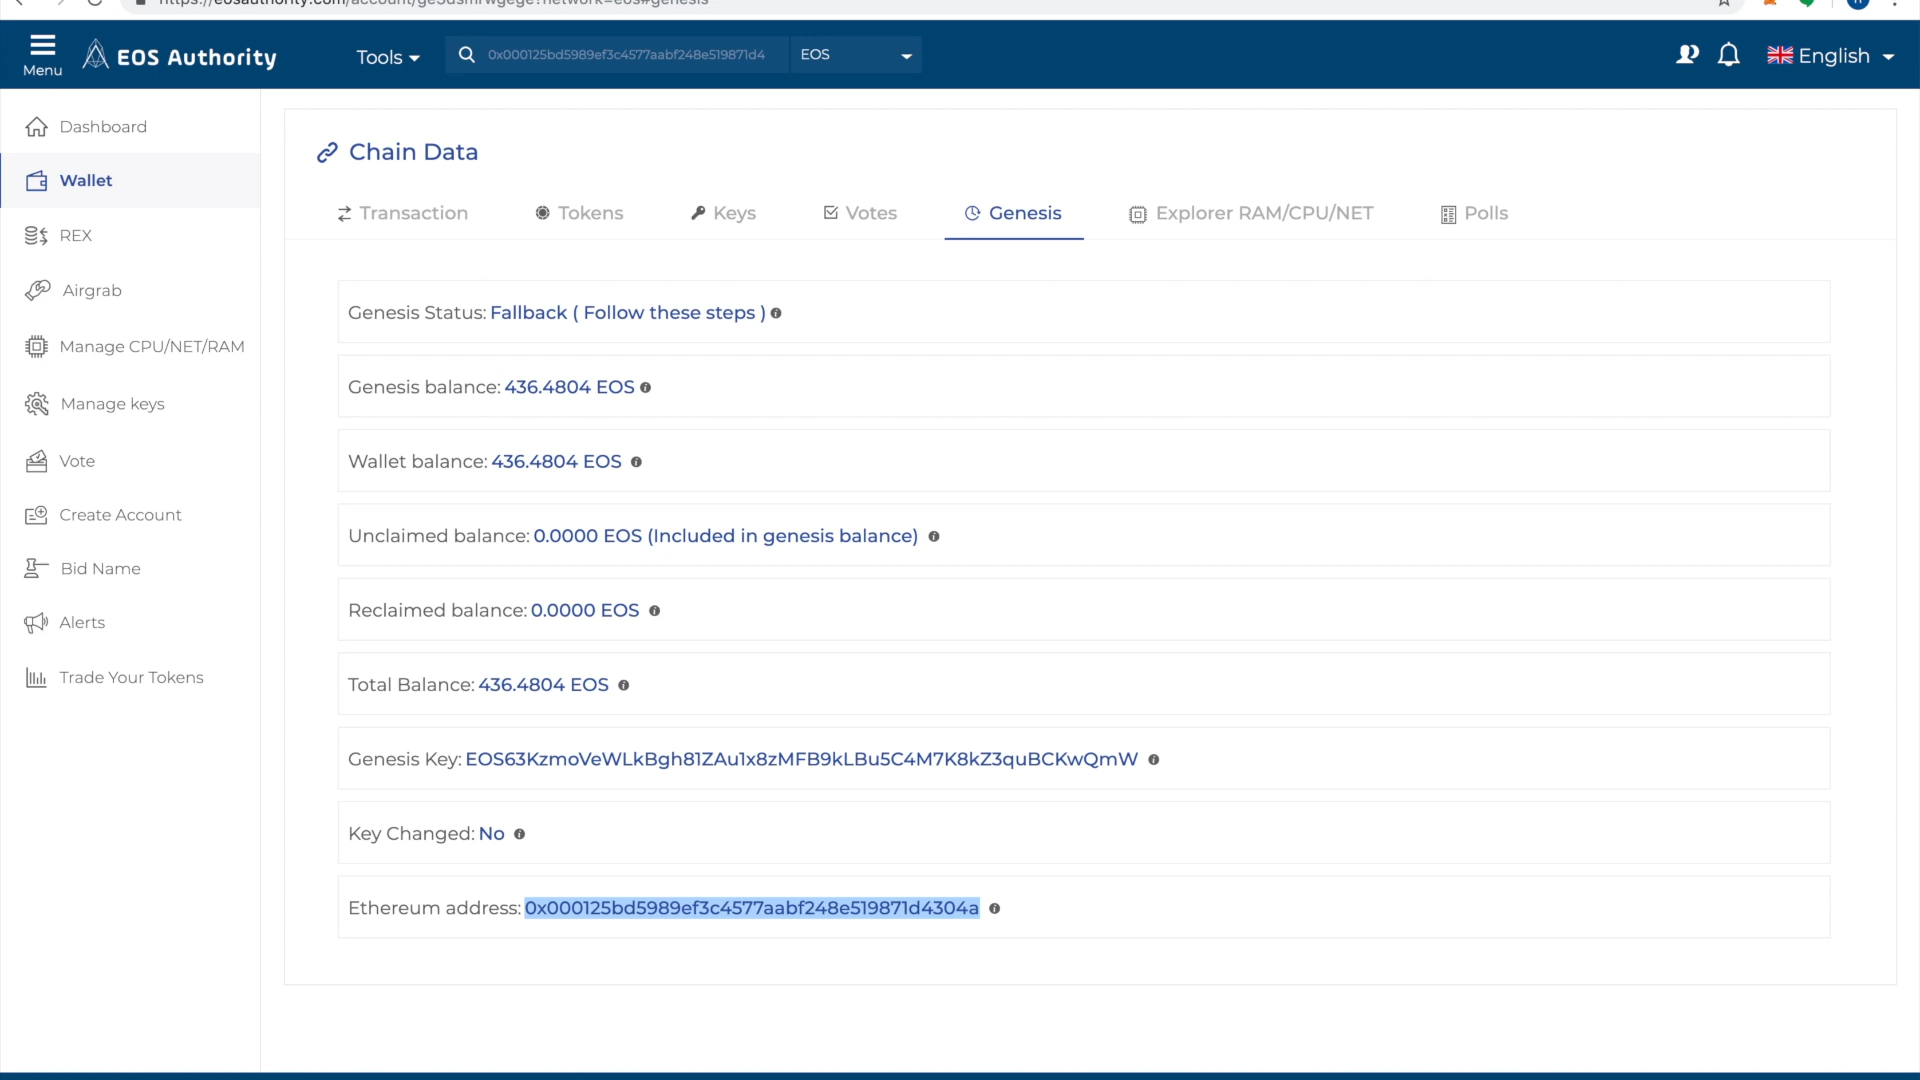 Menu
EOS Authority
Tools
0x000125bd5989ef3c4577aabf248e519871d4
EOS
English
Dashboard
Wallet
REX
Airgrab
Manage CPU/NET/RAM
Manage keys
Vote
Create Account
Bid Name
Alerts
Trade Your Tokens
Chain Data
Transaction
Tokens
Keys
Votes
Genesis
Explorer RAM/CPU/NET
Polls
Genesis Status: Fallback ( Follow these steps )
Genesis balance: 436.4804 EOS
Wallet balance: 436.4804 EOS
Unclaimed balance: 0.0000 EOS (Included in genesis balance)
Reclaimed balance: 0.0000 EOS
Total Balance: 436.4804 EOS
Genesis Key: EOS63KzmoVeWLkBgh81ZAu1x8zMFB9kLBu5C4M7K8kZ3quBCKwQmW
Key Changed: No
Ethereum address: 0x000125bd5989ef3c4577aabf248e519871d4304a